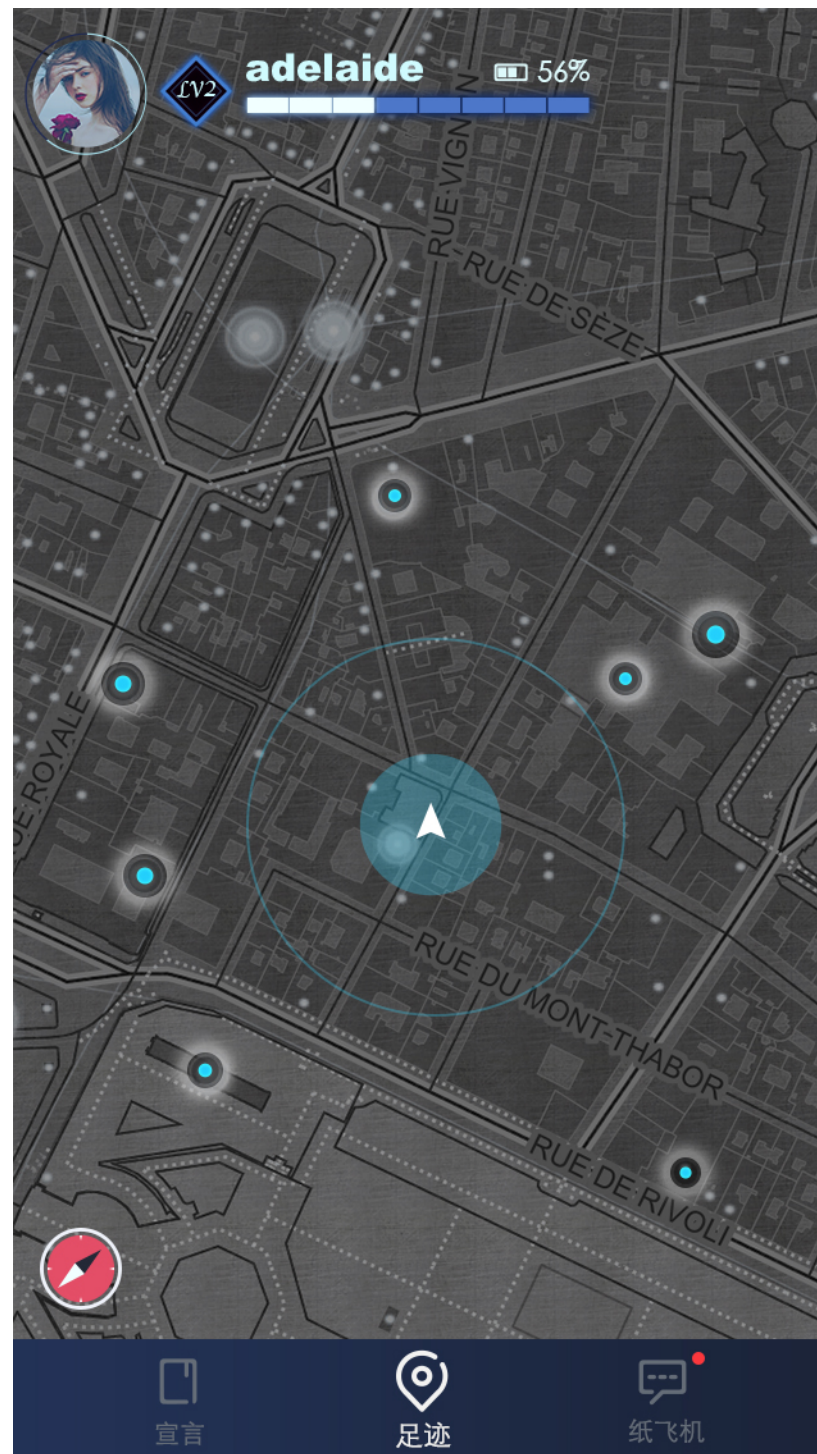 adelaide
56%
LV2
RUE VIGNON
RUE DE SÈZE
RUE ROYALE
RUE DU MONT-THABOR
RUE DE RIVOLI
宣言
足迹
纸飞机